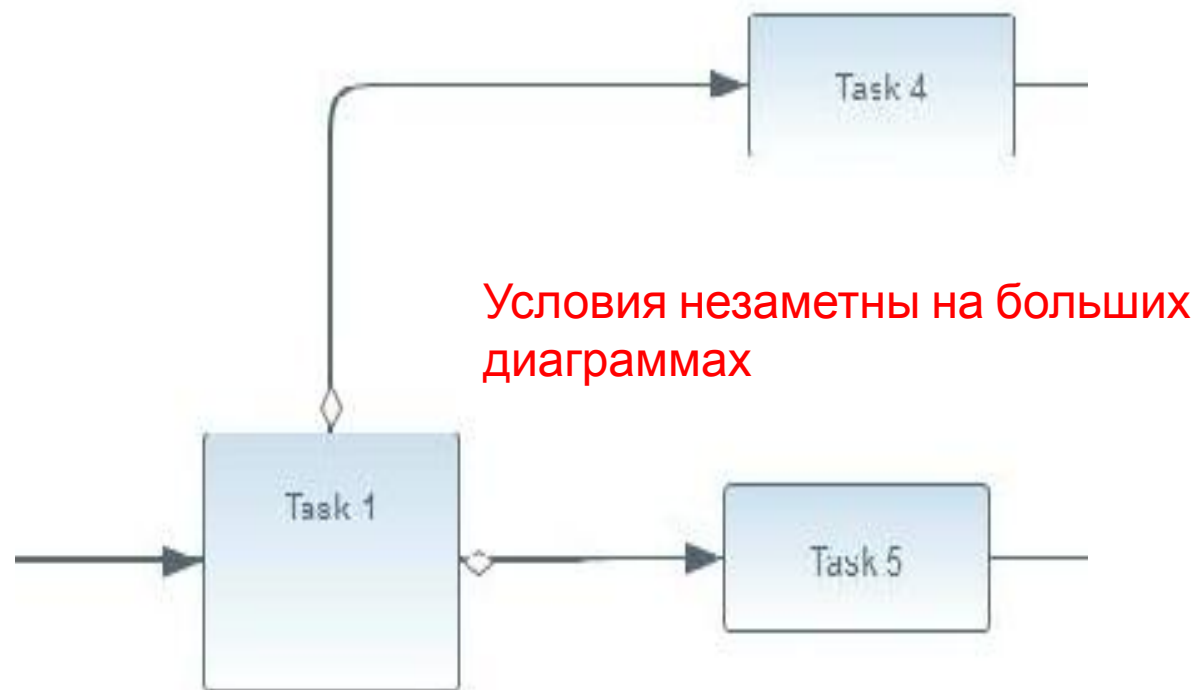 Task 4
Условия незаметны на больших
диаграммах
Task 1
Task 5